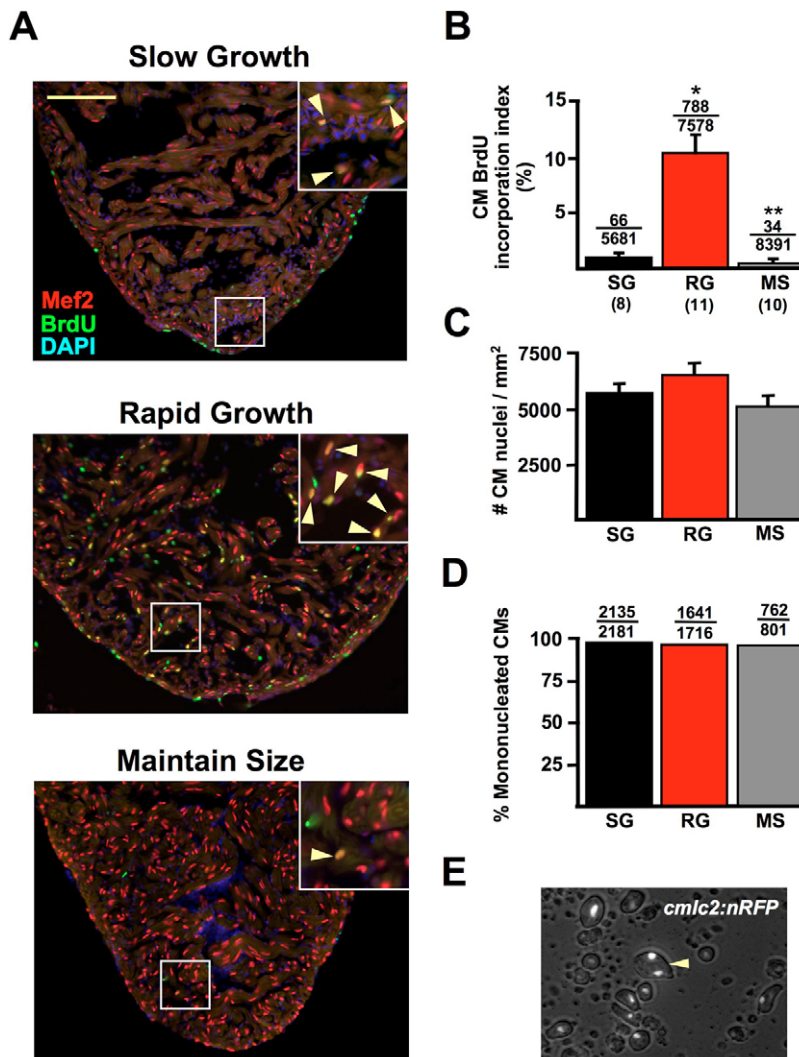 A
Slow Growth
Mef2
BrdU
DAPI
Rapid Growth
Maintain Size
B
CM BrdU
incorporation index
(%)
15
10
5
66
5681
*
788
7578
**
34
8391
SG
RG
MS
(8)
(11)
(10)
C
# CM nuclei / mm²
7500
5000
2500
SG
RG
MS
D
% Mononucleated CMs
100
75
50
25
2135
2181
1641
1716
762
801
SG
RG
MS
E
cmlc2:nRFP